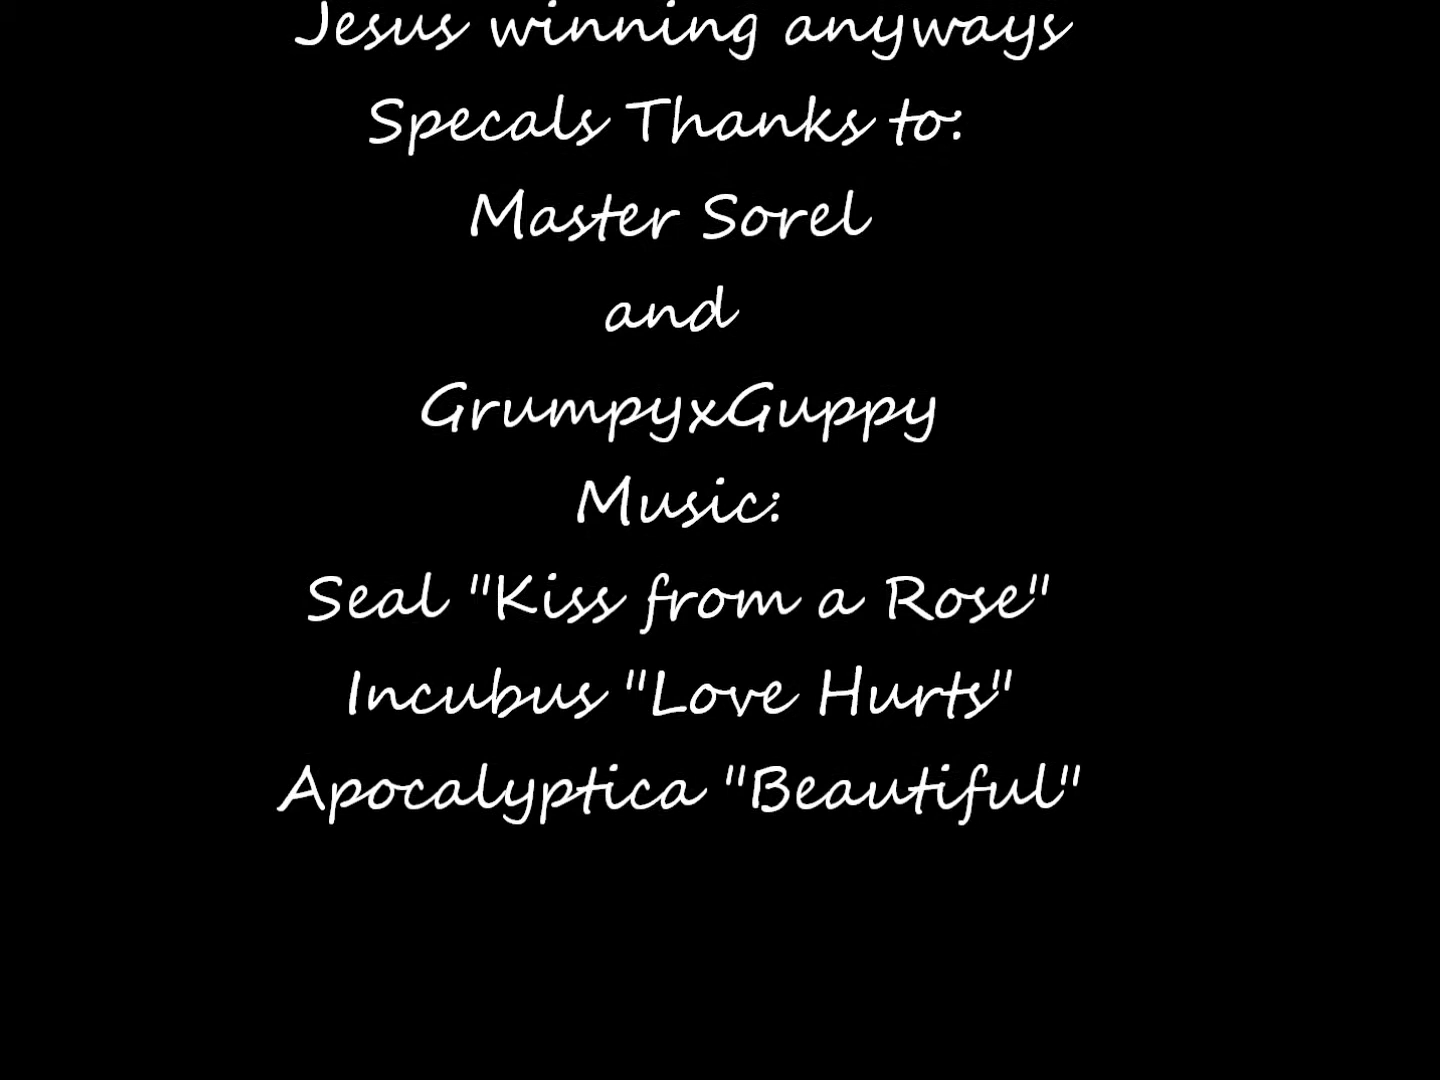 Jesus winning anyways
Specals Thanks to:
Master Sorel
and
GrumpyxGuppy
Music:
Seal "Kiss from a Rose"
Incubus "Love Hurts"
Apocalyptica "Beautiful"